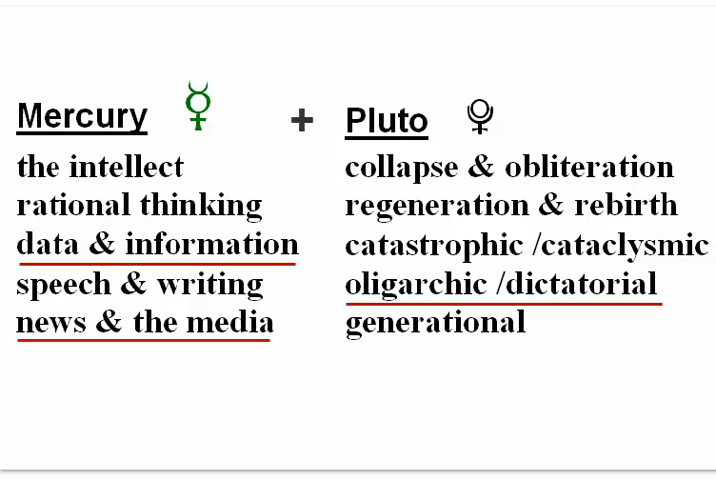 Mercury ☿ + Pluto
the intellect
rational thinking
data & information
speech & writing
news & the media
collapse & obliteration
regeneration & rebirth
catastrophic /cataclysmic
oligarchic /dictatorial
generational